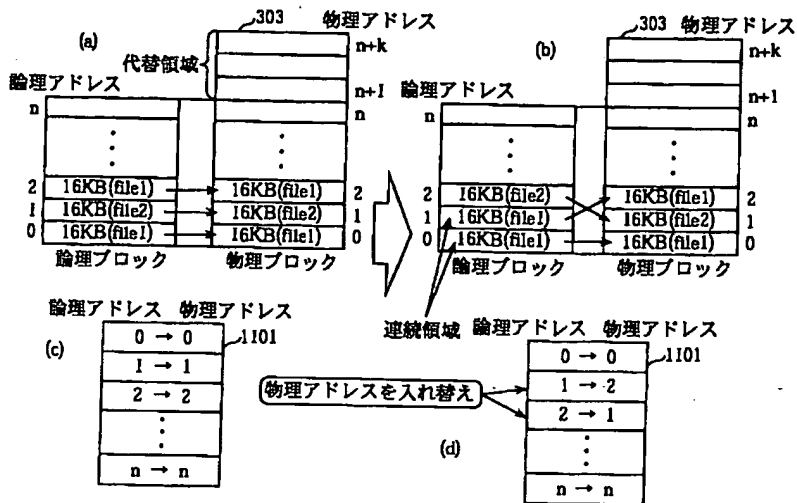 (a)
303 物理アドレス
代替領域
n+k
n+1
論理アドレス
n
n
2 16KB(file1) → 16KB(file1) 2
1 16KB(file2) → 16KB(file2) 1
0 16KB(file1) → 16KB(file1) 0
論理ブロック 物理ブロック
(b)
303 物理アドレス
n+k
n+1
論理アドレス
n
n
2 16KB(file2) 16KB(file1) 2
1 16KB(file1) 16KB(file2) 1
0 16KB(file1) → 16KB(file1) 0
論理ブロック 物理ブロック
連続領域
(c)
論理アドレス 物理アドレス
1101
0 → 0
1 → 1
2 → 2
n → n
論理アドレス 物理アドレス
1101
0 → 0
1 → 2
2 → 1
n → n
物理アドレスを入れ替え
(d)